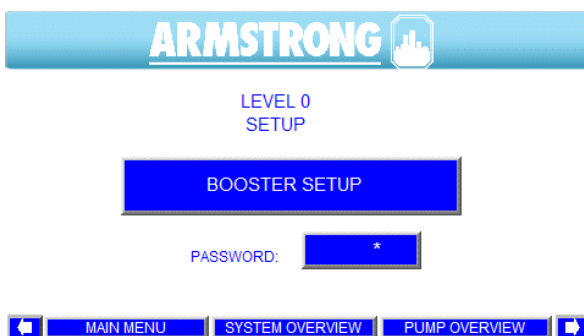 ARMSTRONG
LEVEL 0
SETUP
BOOSTER SETUP
PASSWORD: *
MAIN MENU SYSTEM OVERVIEW PUMP OVERVIEW